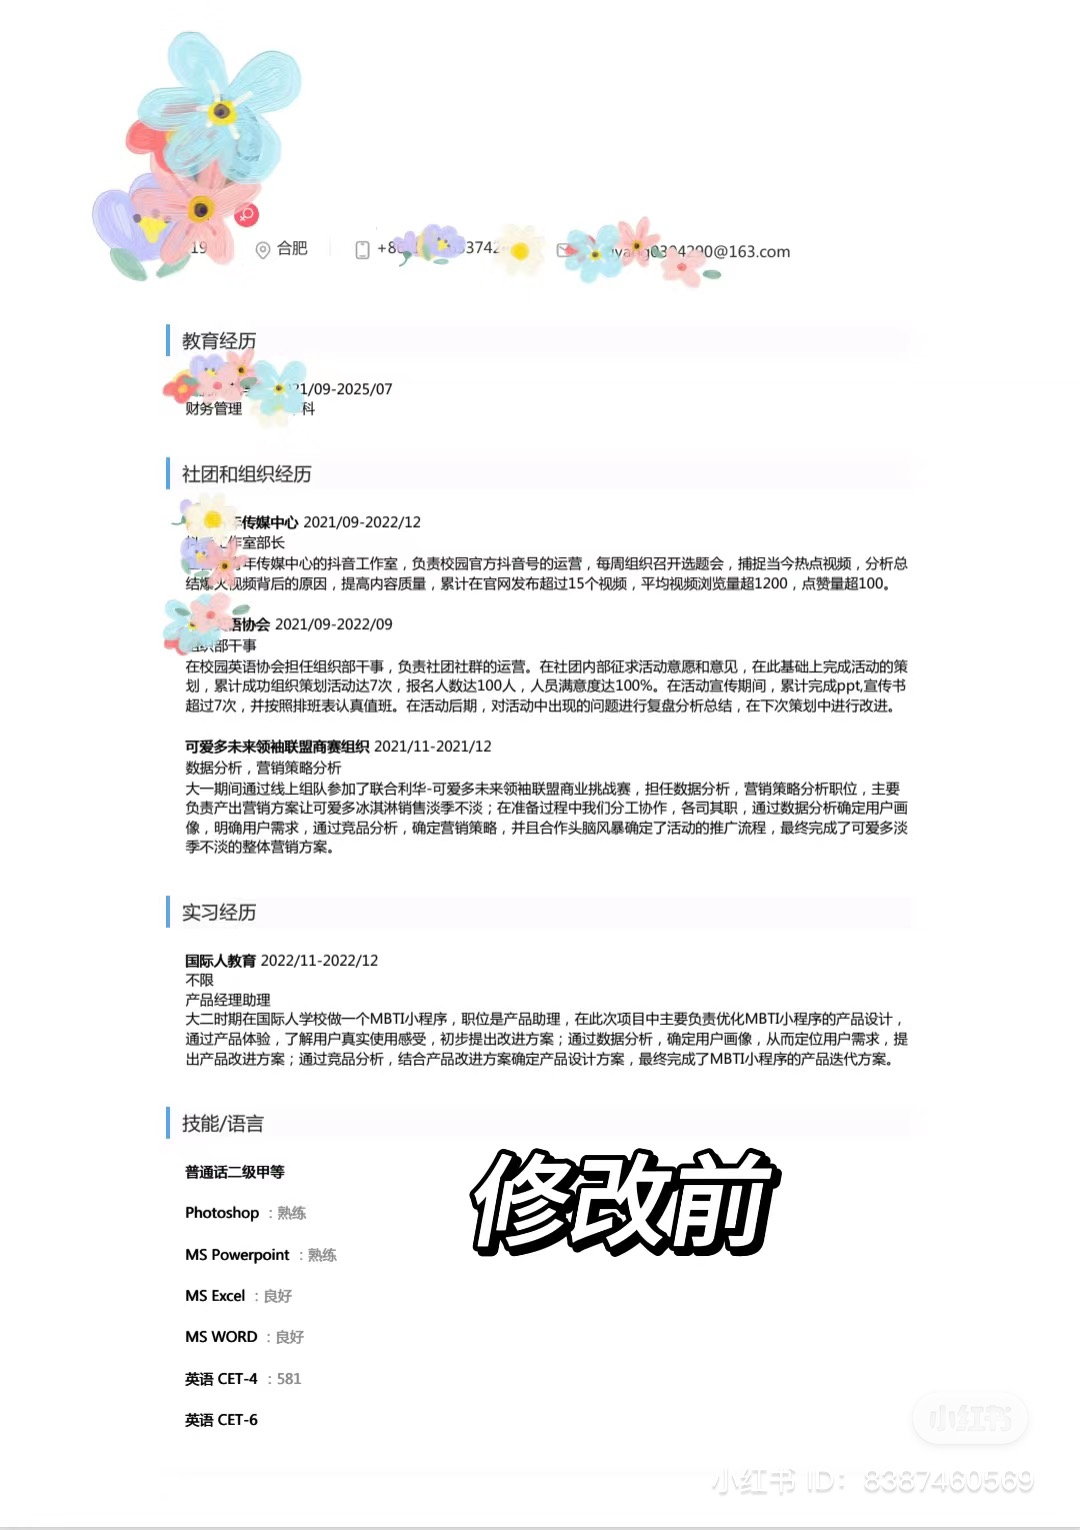 合肥
教育经历
/09-2025/07
财务管理 科
社团和组织经历
传媒中心 2021/09-2022/12
作室部长
年传媒中心的抖音工作室，负责校园官方抖音号的运营，每周组织召开选题会，捕捉当今热点视频，分析总
结爆火视频背后的原因，提高内容质量，累计在官网发布超过15个视频，平均视频浏览量超1200，点赞量超100。
语协会 2021/09-2022/09
组织部干事
在校园英语协会担任组织部干事，负责社团社群的运营。在社团内部征求活动意愿和意见，在此基础上完成活动的策
划，累计成功组织策划活动达7次，报名人数达100人，人员满意度达100%。在活动宣传期间，累计完成ppt,宣传书
超过7次，并按照排班表认真值班。在活动后期，对活动中出现的问题进行复盘分析总结，在下次策划中进行改进。
可爱多未来领袖联盟商赛组织 2021/11-2021/12
数据分析，营销策略分析
大一期间通过线上组队参加了联合利华-可爱多未来领袖联盟商业挑战赛，担任数据分析，营销策略分析职位，主要
负责产出营销方案让可爱多冰淇淋销售淡季不淡；在准备过程中我们分工协作，各司其职，通过数据分析确定用户画
像，明确用户需求，通过竞品分析，确定营销策略，并且合作头脑风暴确定了活动的推广流程，最终完成了可爱多淡
季不淡的整体营销方案。
实习经历
国际人教育 2022/11-2022/12
不限
产品经理助理
大二时期在国际人学校做一个MBTI小程序，职位是产品助理，在此次项目中主要负责优化MBTI小程序的产品设计，
通过产品体验，了解用户真实使用感受，初步提出改进方案；通过数据分析，确定用户画像，从而定位用户需求，提
出产品改进方案；通过竞品分析，结合产品改进方案确定产品设计方案，最终完成了MBTI小程序的产品迭代方案。
技能/语言
普通话二级甲等
修改前
Photoshop ：熟练
MS Powerpoint ：熟练
MS Excel ：良好
MS WORD ：良好
英语 CET-4 ：581
英语 CET-6
小红书
小红书 ID：8387460569